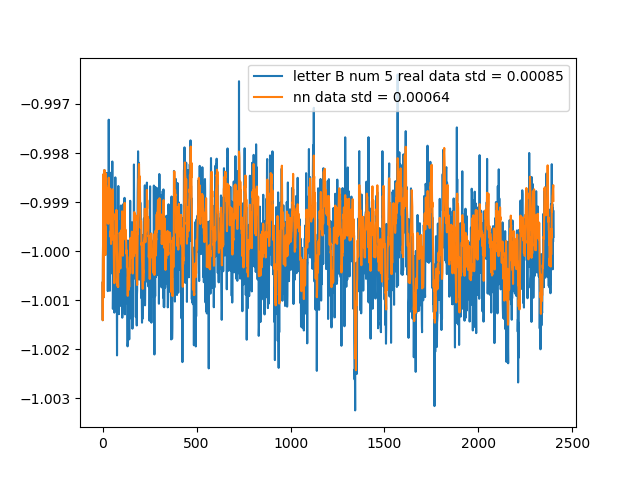 letter B num 5 real data std = 0.00085
nn data std = 0.00064
−0.997
−0.998
−0.999
−1.000
−1.001
−1.002
−1.003
0 500 1000 1500 2000 2500